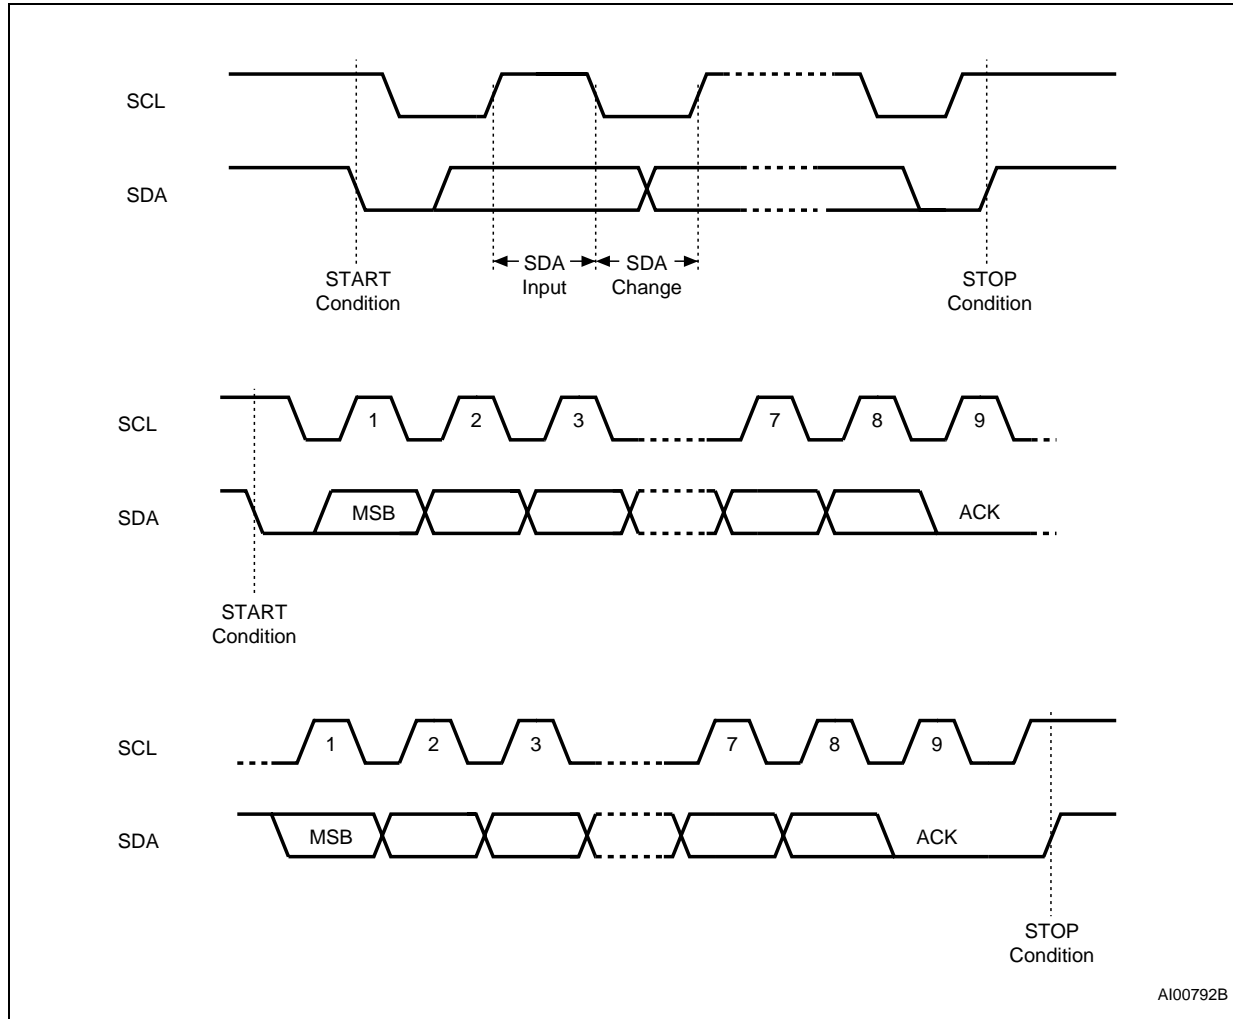 SCL
SDA
START
Condition
SDA
Input
SDA
Change
STOP
Condition
SCL
1 2 3 7 8 9
SDA
MSB ACK
START
Condition
SCL
1 2 3 7 8 9
SDA
MSB ACK
STOP
Condition
AI00792B